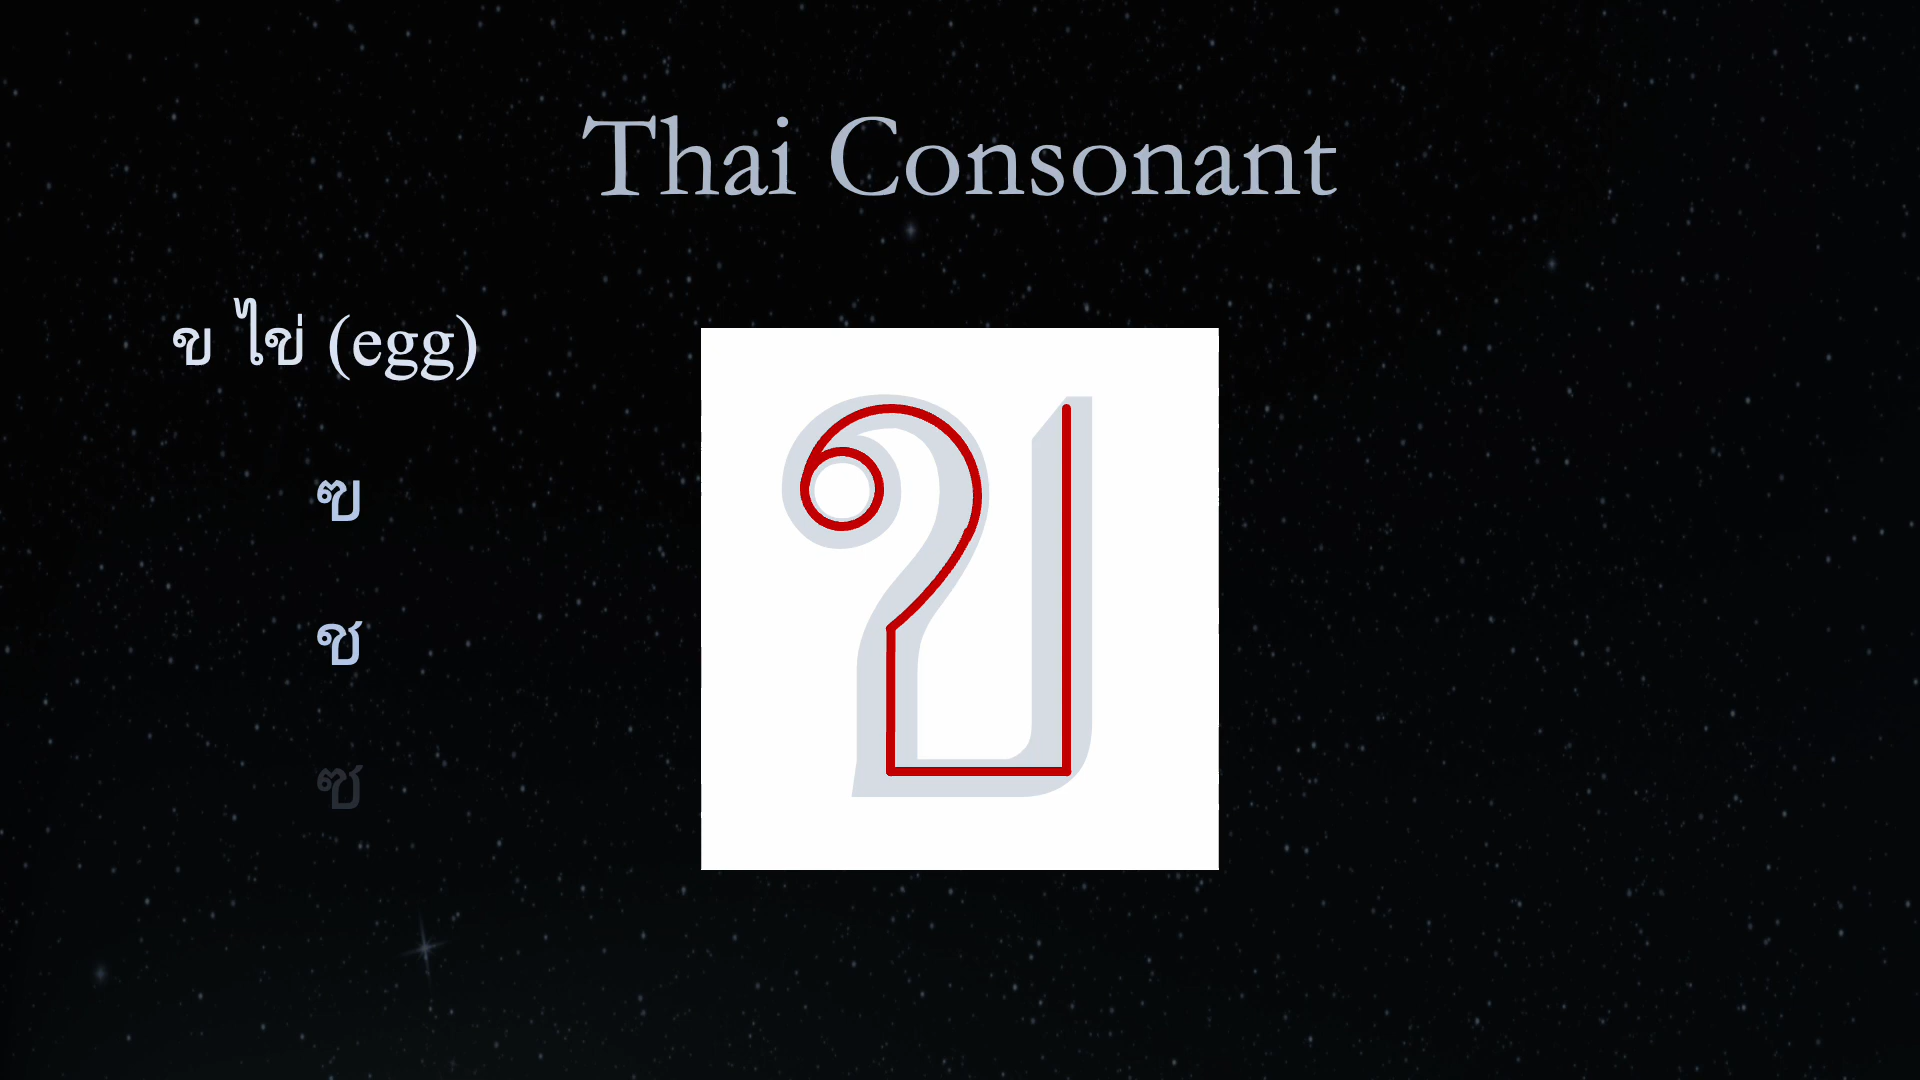 Thai Consonant
ข ไข่ (egg)
ฃ
ช
ซ
ข